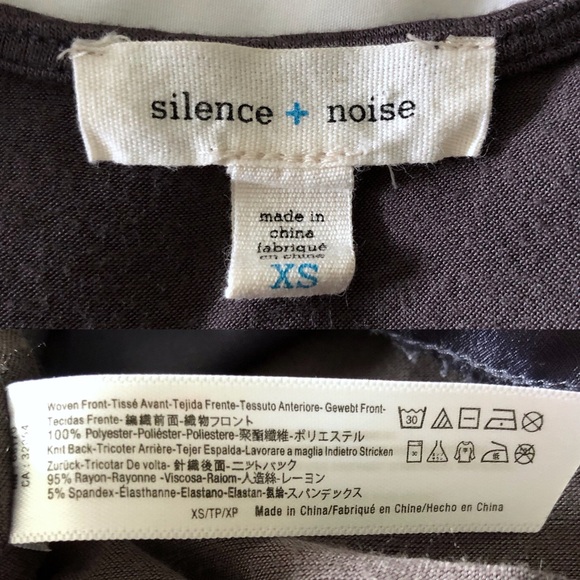 silence + noise
made in
china
fabriqué
en chine
XS
Woven Front-Tissé Avant-Tejida Frente-Tessuto Anteriore- Gewebt Front-
Tecidas Frente-編織前面-織物フロント
100% Polyester-Poliéster-Poliestere-聚酯纖維-ポリエステル
Knit Back-Tricoter Arrière-Tejer Espalda-Lavorare a maglia Indietro Stricken
Zurück-Tricotar De volta-針織後面-ニットバック
95% Rayon-Rayonne -Viscosa-Raiom-人造絲-レーヨン
5% Spandex-Élasthanne-Elastano-Elastan-氨綸-スパンデックス
XS/TP/XP Made in China/Fabriqué en Chine/Hecho en China
30